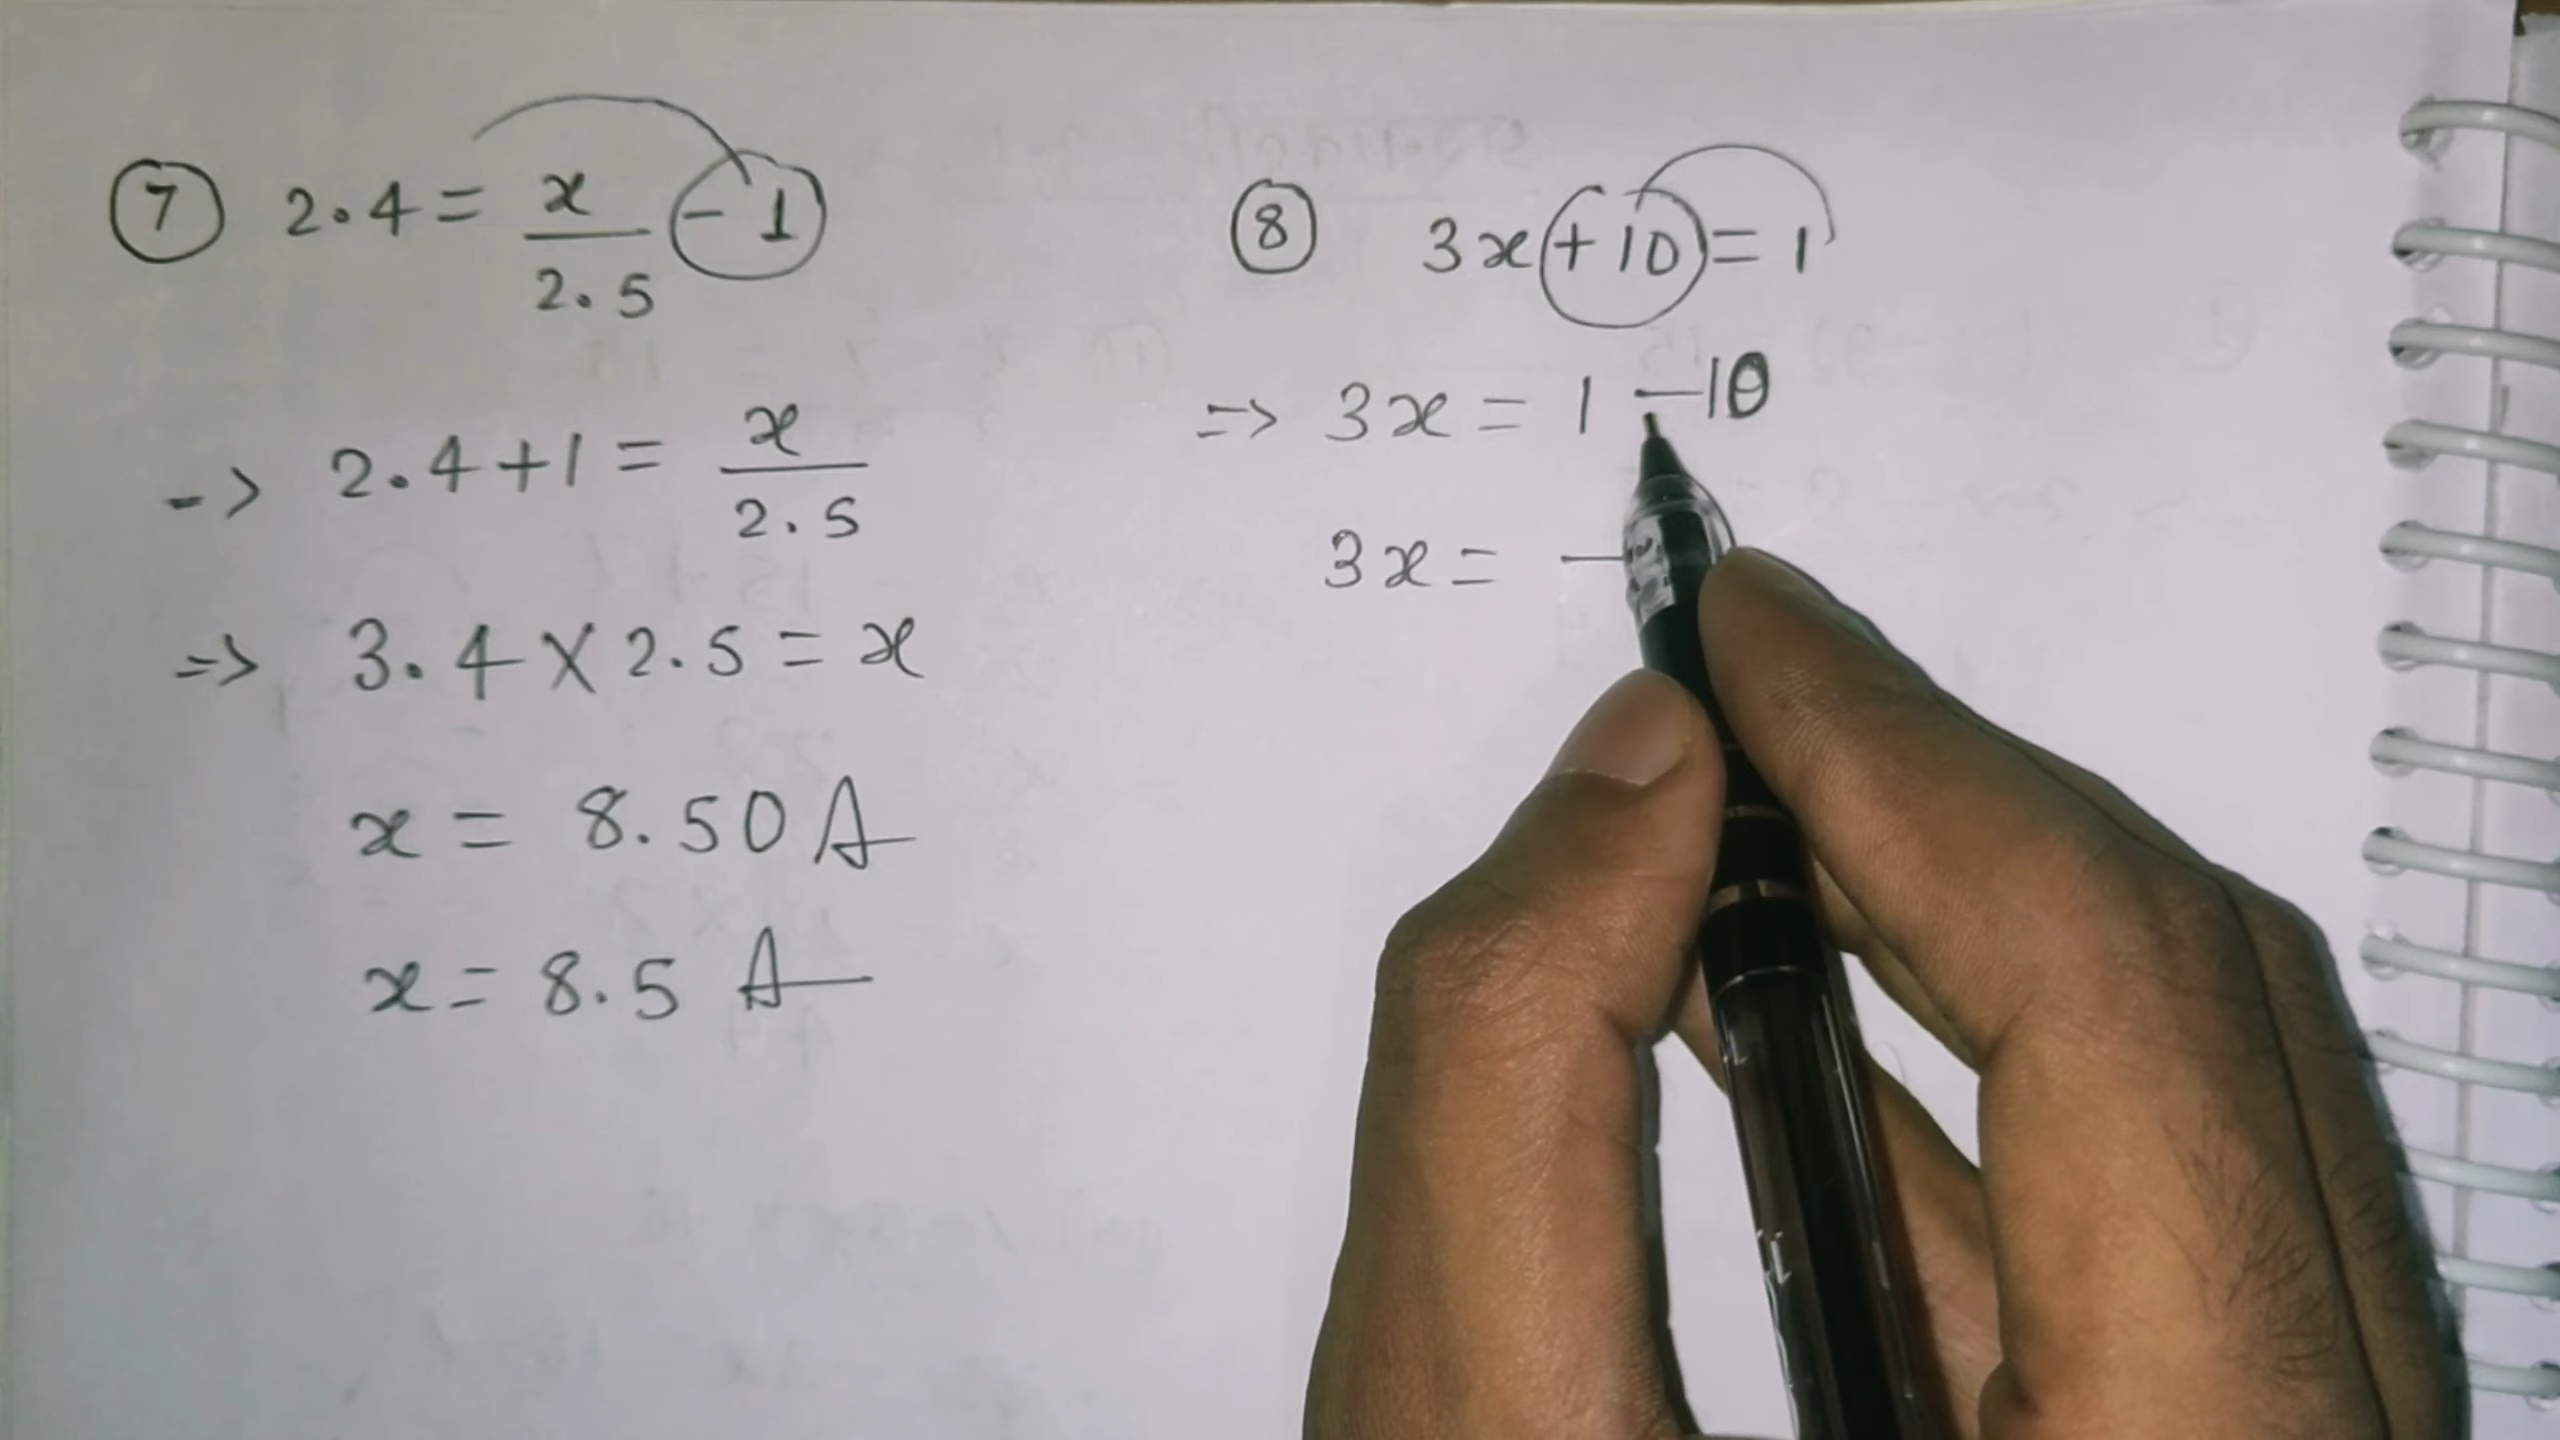 ⑦ 2.4 = x/2.5 - 1
-> 2.4 + 1 = x/2.5
=> 3.4 × 2.5 = x
x = 8.50 A
x = 8.5 A
⑧ 3x + 10 = 1
=> 3x = 1 - 10
3x = -